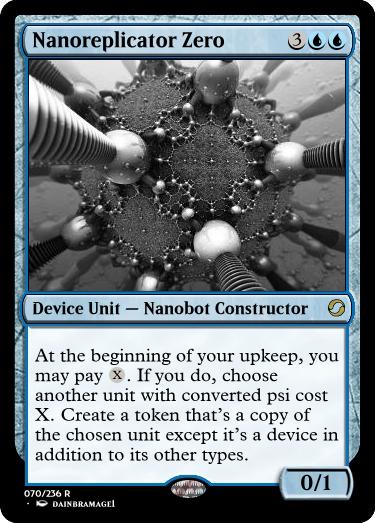 Nanoreplicator Zero 3
Device Unit — Nanobot Constructor
At the beginning of your upkeep, you
may pay X. If you do, choose
another unit with converted psi cost
X. Create a token that's a copy of
the chosen unit except it's a device in
addition to its other types.
0/1
070/236 R
· DAINBRAMAGE1